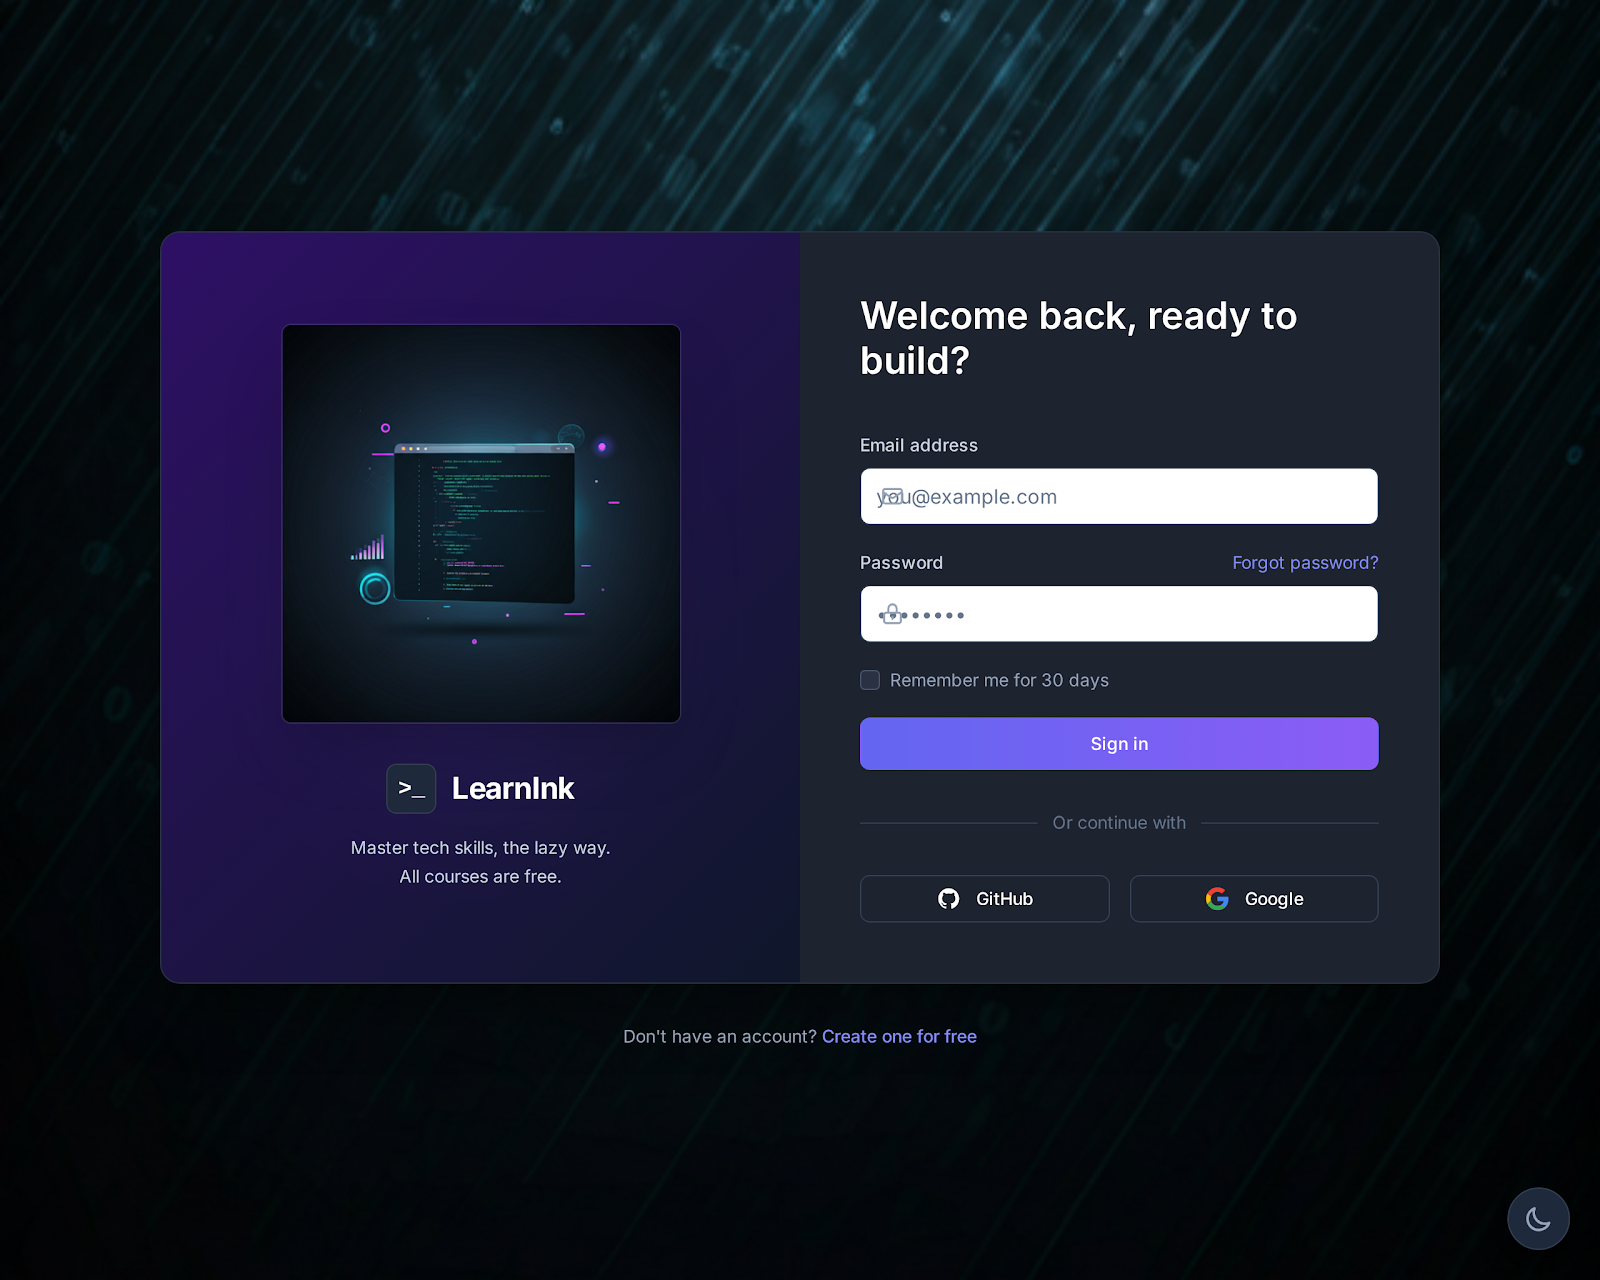 >_ LearnInk
Master tech skills, the lazy way.
All courses are free.
Welcome back, ready to
build?
Email address
you@example.com
Password Forgot password?
••••••••
Remember me for 30 days
Sign in
Or continue with
GitHub Google
Don't have an account? Create one for free